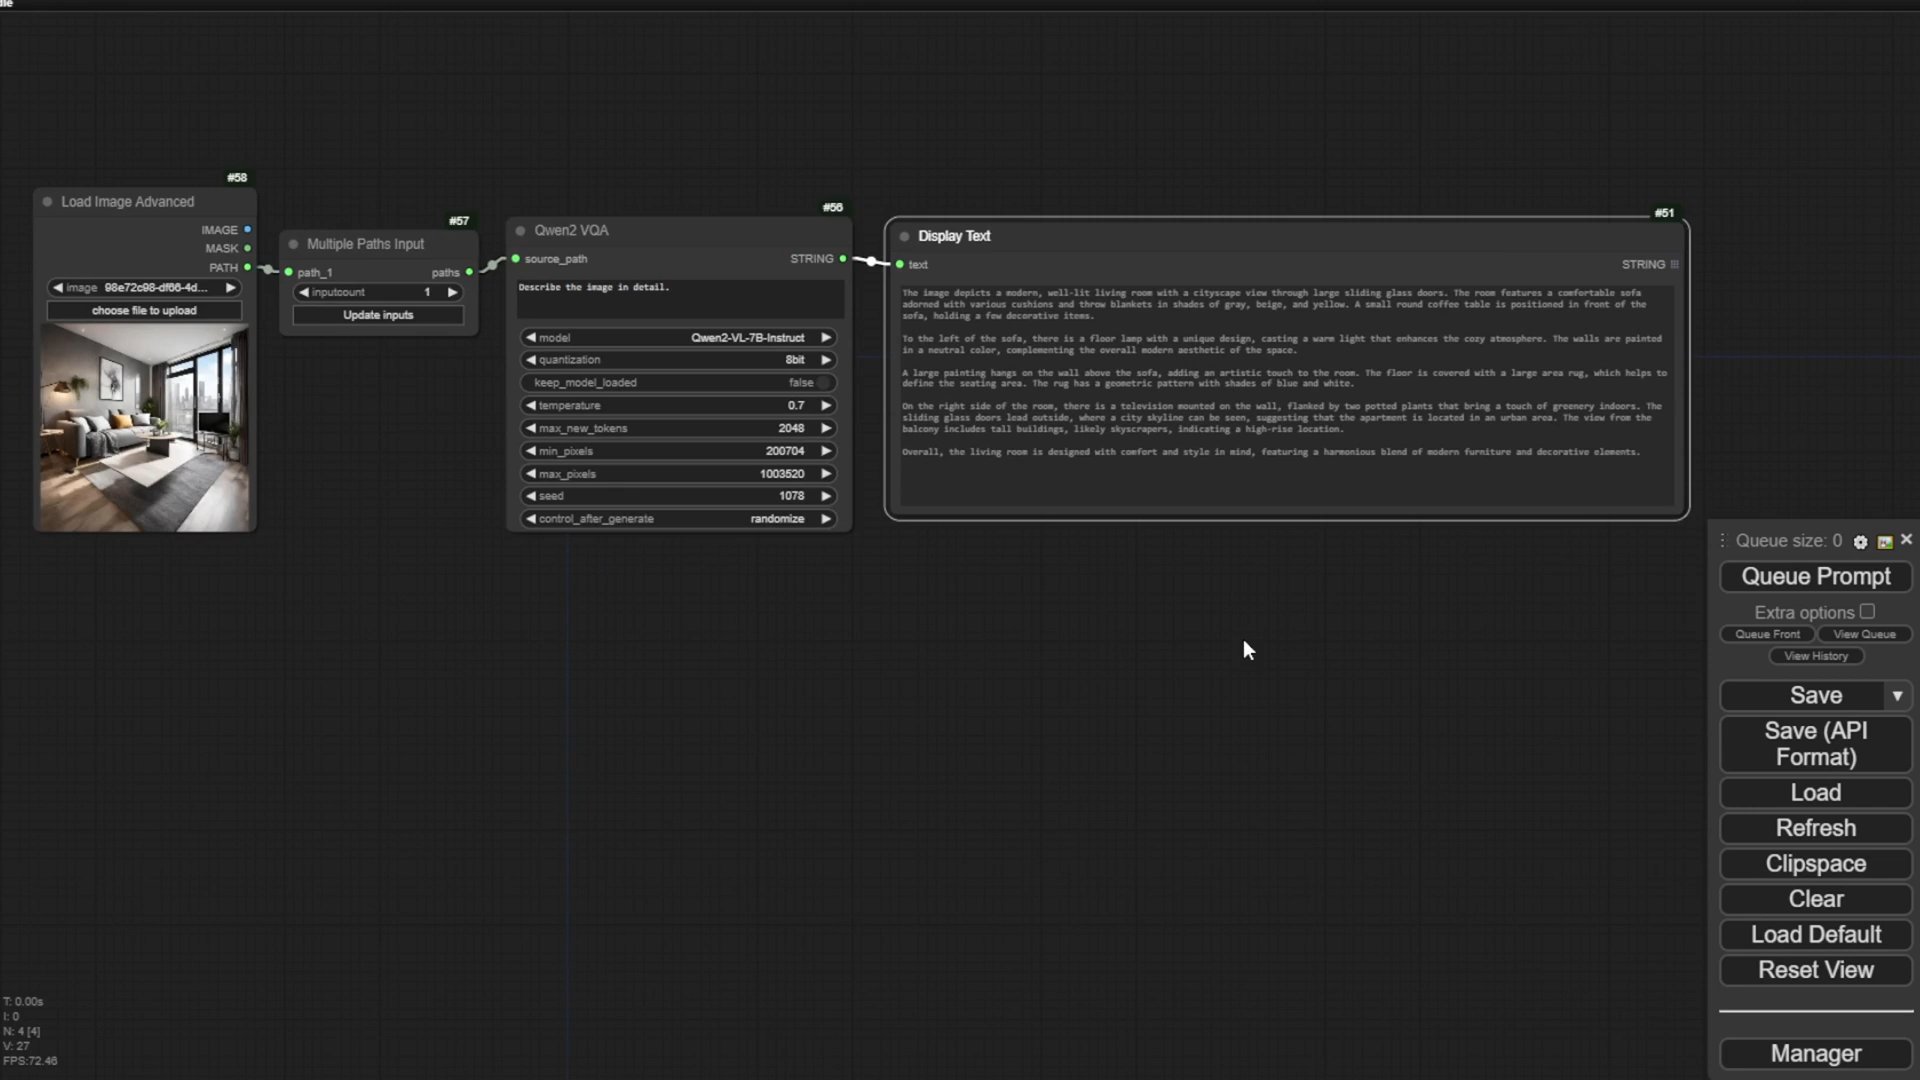 dle
#58
Load Image Advanced
IMAGE
MASK
PATH
image 98e72c98-df66-4d...
choose file to upload
#57
Multiple Paths Input
path_1 paths
inputcount 1
Update inputs
#56
Qwen2 VQA
source_path STRING
Describe the image in detail.
model Qwen2-VL-7B-Instruct
quantization 8bit
keep_model_loaded false
temperature 0.7
max_new_tokens 2048
min_pixels 200704
max_pixels 1003520
seed 1078
control_after_generate randomize
#51
Display Text
text STRING
The image depicts a modern, well-lit living room with a cityscape view through large sliding glass doors. The room features a comfortable sofa
adorned with various cushions and throw blankets in shades of gray, beige, and yellow. A small round coffee table is positioned in front of the
sofa, holding a few decorative items.
To the left of the sofa, there is a floor lamp with a unique design, casting a warm light that enhances the cozy atmosphere. The walls are painted
in a neutral color, complementing the overall modern aesthetic of the space.
A large painting hangs on the wall above the sofa, adding an artistic touch to the room. The floor is covered with a large area rug, which helps to
define the seating area. The rug has a geometric pattern with shades of blue and white.
On the right side of the room, there is a television mounted on the wall, flanked by two potted plants that bring a touch of greenery indoors. The
sliding glass doors lead outside, where a city skyline can be seen, suggesting that the apartment is located in an urban area. The view from the
balcony includes tall buildings, likely skyscrapers, indicating a high-rise location.
Overall, the living room is designed with comfort and style in mind, featuring a harmonious blend of modern furniture and decorative elements.
Queue size: 0
Queue Prompt
Extra options
Queue Front View Queue
View History
Save
Save (API
Format)
Load
Refresh
Clipspace
Clear
Load Default
Reset View
Manager
T: 0.00s
I: 0
N: 4 [4]
V: 27
FPS:72.46